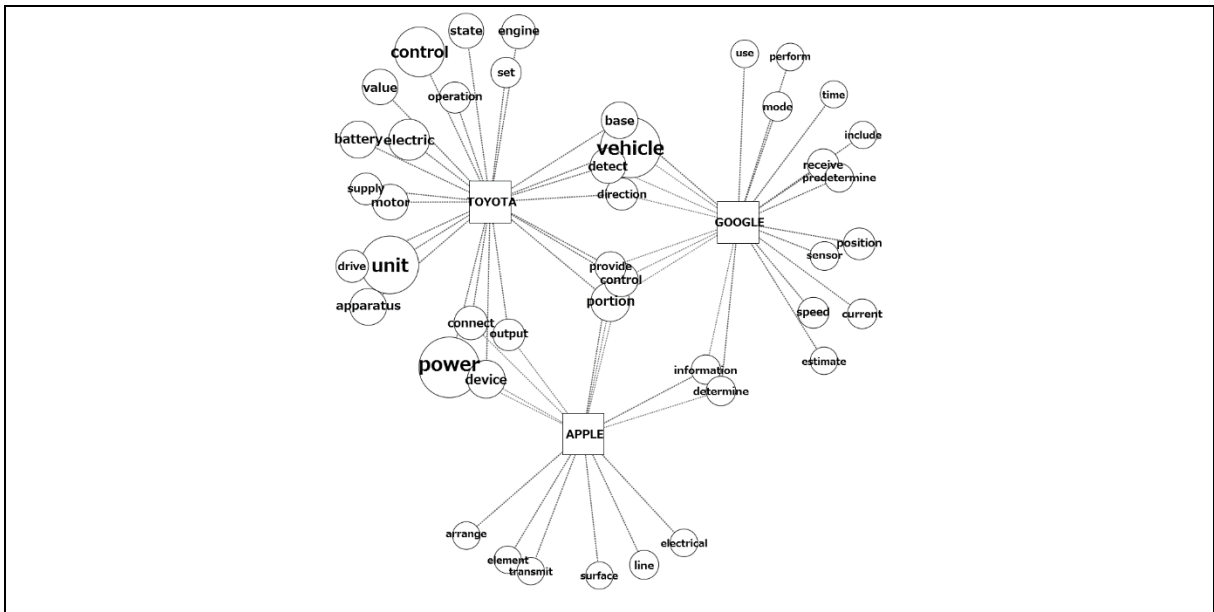 state
engine
control
set
value
operation
battery
electric
supply
motor
TOYOTA
drive
unit
apparatus
connect
output
power
device
base
vehicle
detect
direction
provide
control
portion
use
perform
mode
time
include
receive
predetermine
GOOGLE
position
sensor
speed
current
estimate
information
determine
APPLE
arrange
element
transmit
surface
line
electrical